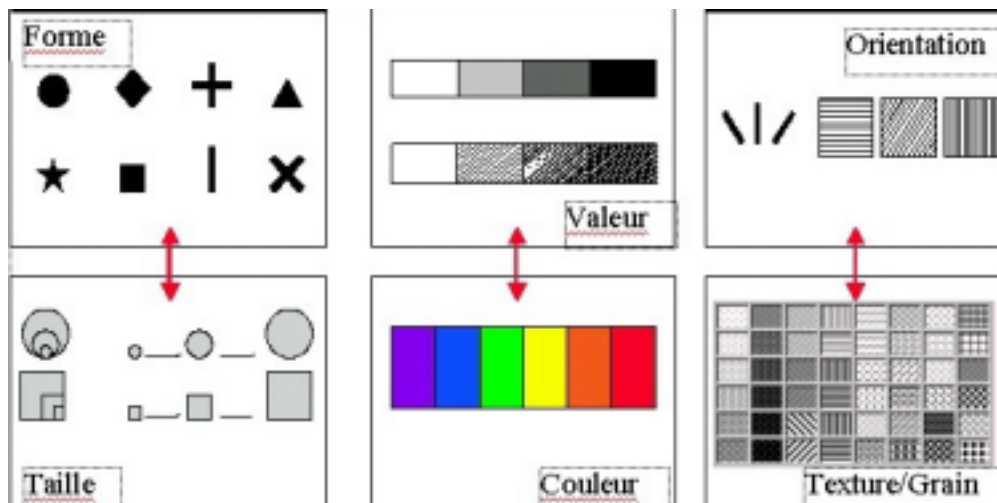 Forme
Valeur
Orientation
Taille
Couleur
Texture/Grain